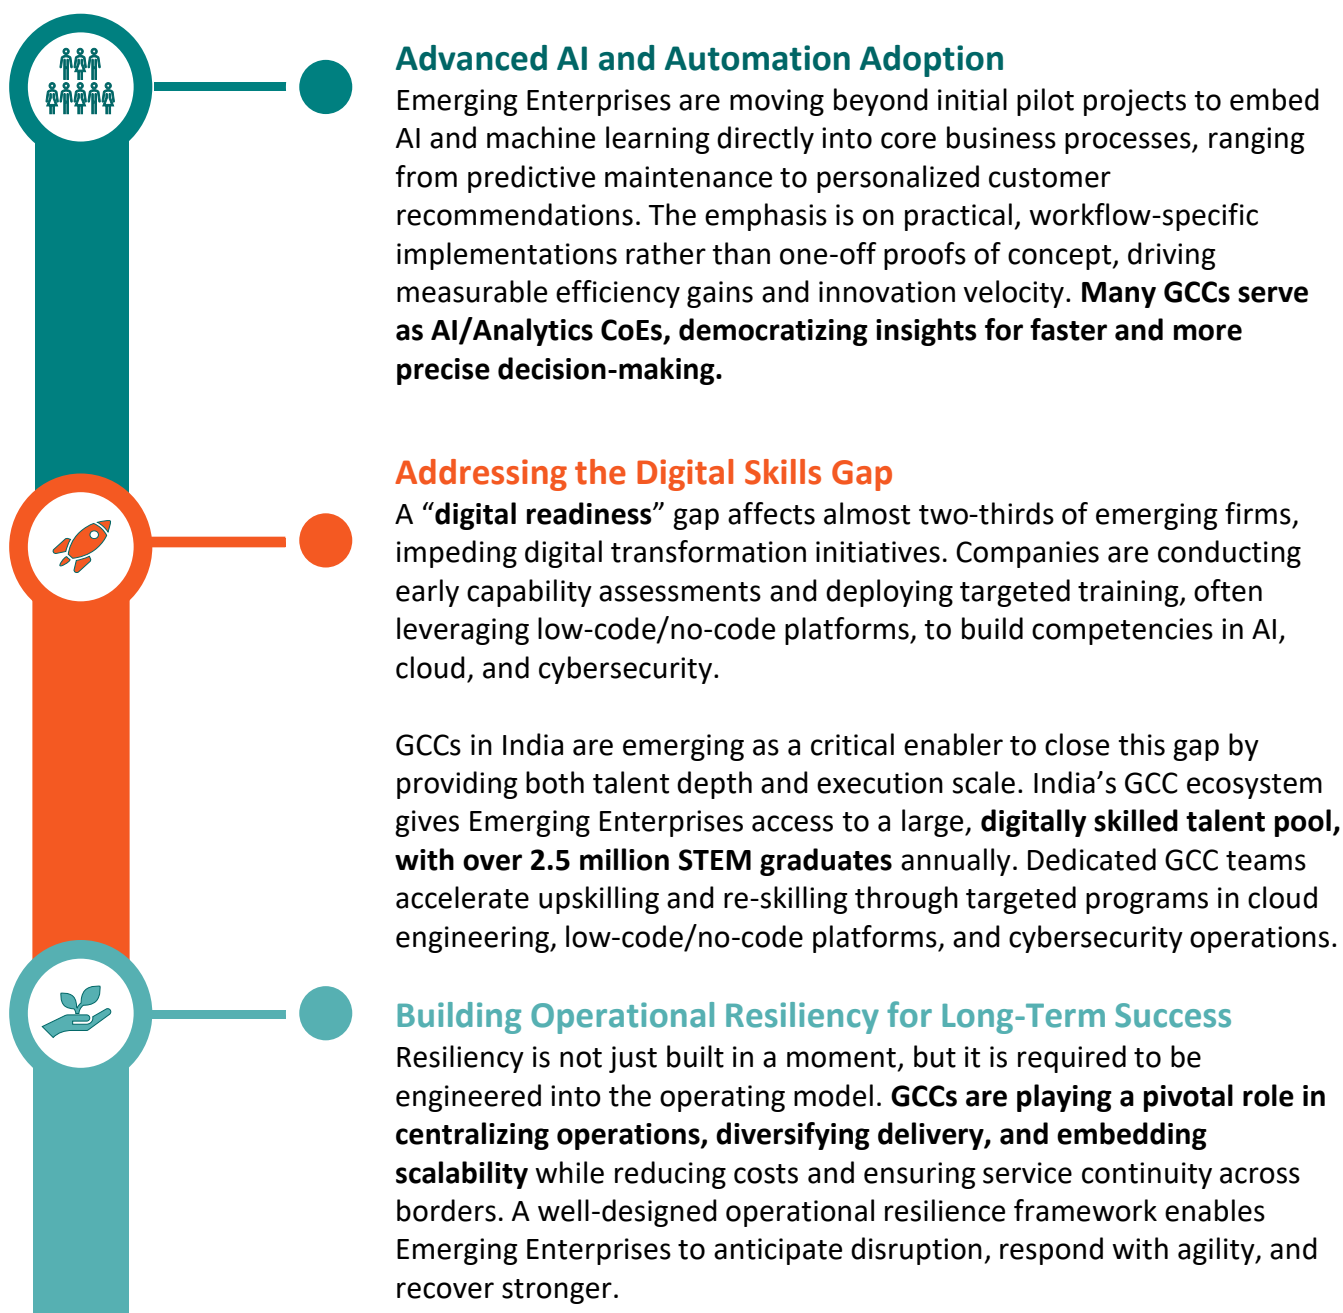 Advanced AI and Automation Adoption
Emerging Enterprises are moving beyond initial pilot projects to embed
AI and machine learning directly into core business processes, ranging
from predictive maintenance to personalized customer
recommendations. The emphasis is on practical, workflow-specific
implementations rather than one-off proofs of concept, driving
measurable efficiency gains and innovation velocity. Many GCCs serve
as AI/Analytics CoEs, democratizing insights for faster and more
precise decision-making.
Addressing the Digital Skills Gap
A “digital readiness” gap affects almost two-thirds of emerging firms,
impeding digital transformation initiatives. Companies are conducting
early capability assessments and deploying targeted training, often
leveraging low-code/no-code platforms, to build competencies in AI,
cloud, and cybersecurity.
GCCs in India are emerging as a critical enabler to close this gap by
providing both talent depth and execution scale. India’s GCC ecosystem
gives Emerging Enterprises access to a large, digitally skilled talent pool,
with over 2.5 million STEM graduates annually. Dedicated GCC teams
accelerate upskilling and re-skilling through targeted programs in cloud
engineering, low-code/no-code platforms, and cybersecurity operations.
Building Operational Resiliency for Long-Term Success
Resiliency is not just built in a moment, but it is required to be
engineered into the operating model. GCCs are playing a pivotal role in
centralizing operations, diversifying delivery, and embedding
scalability while reducing costs and ensuring service continuity across
borders. A well-designed operational resilience framework enables
Emerging Enterprises to anticipate disruption, respond with agility, and
recover stronger.